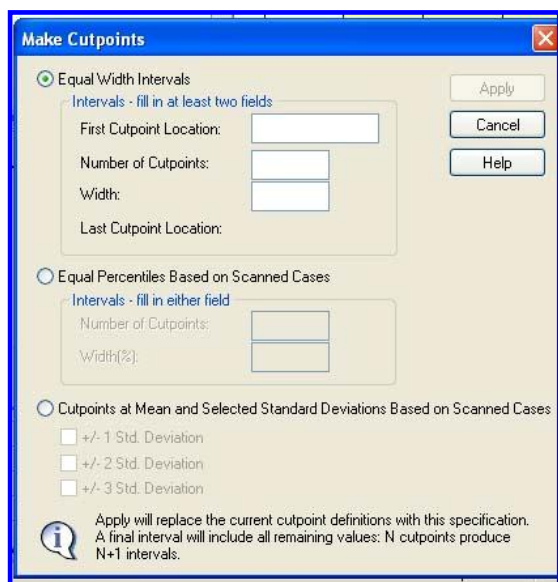 Make Cutpoints
Equal Width Intervals
Intervals - fill in at least two fields
First Cutpoint Location:
Number of Cutpoints:
Width:
Last Cutpoint Location:
Apply
Cancel
Help
Equal Percentiles Based on Scanned Cases
Intervals - fill in either field
Number of Cutpoints:
Width(%):
Cutpoints at Mean and Selected Standard Deviations Based on Scanned Cases
+/- 1 Std. Deviation
+/- 2 Std. Deviation
+/- 3 Std. Deviation
Apply will replace the current cutpoint definitions with this specification.
A final interval will include all remaining values: N cutpoints produce
N+1 intervals.